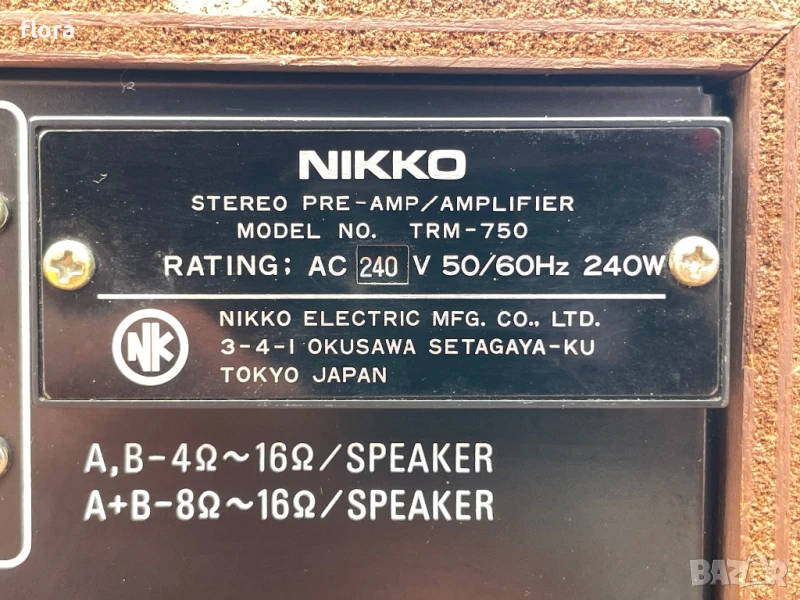 flora
NIKKO
STEREO PRE-AMP/AMPLIFIER
MODEL NO. TRM-750
RATING; AC 240 V 50/60Hz 240W
NK
NIKKO ELECTRIC MFG. CO., LTD.
3-4-1 OKUSAWA SETAGAYA-KU
TOKYO JAPAN
A,B-4Ω~16Ω/SPEAKER
A+B-8Ω~16Ω/SPEAKER
BAZAR